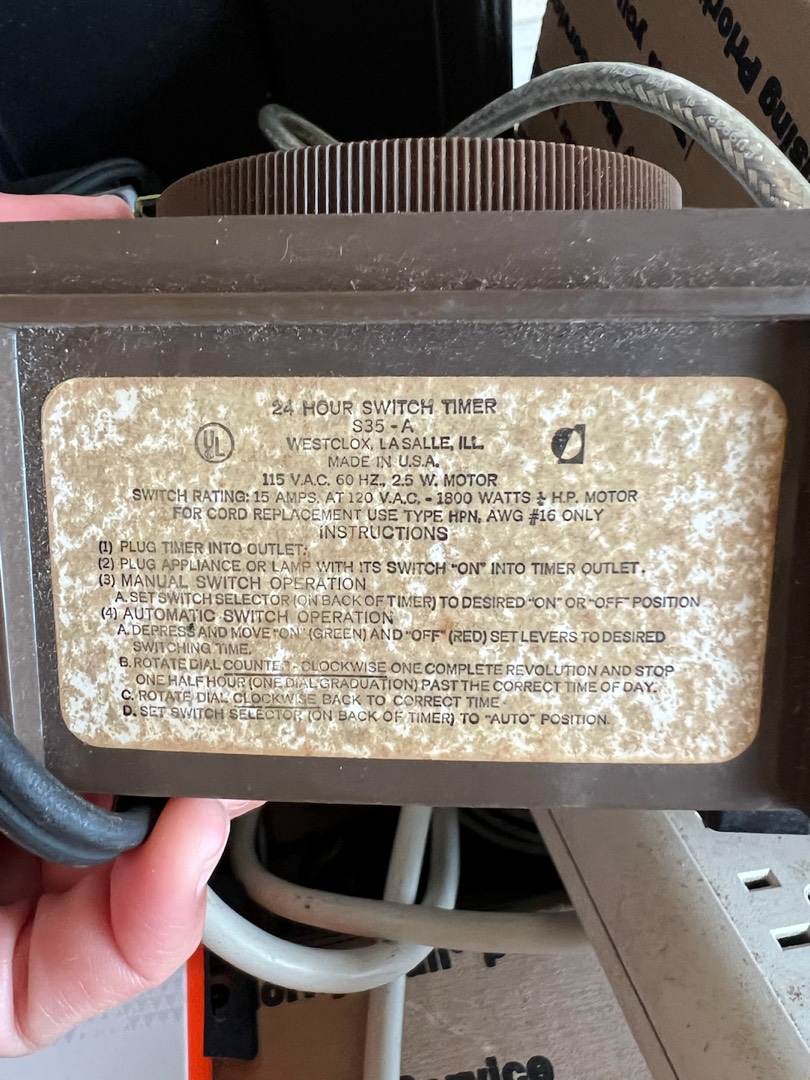 24 HOUR SWITCH TIMER
S35-A
UL
WESTCLOX, LASALLE, ILL.
MADE IN U.S.A.
115 V.A.C. 60 HZ., 2.5 W. MOTOR
SWITCH RATING: 15 AMPS. AT 120 V.A.C. - 1800 WATTS ½ H.P. MOTOR
FOR CORD REPLACEMENT USE TYPE HPN, AWG #16 ONLY
INSTRUCTIONS
(1) PLUG TIMER INTO OUTLET.
(2) PLUG APPLIANCE OR LAMP WITH ITS SWITCH "ON" INTO TIMER OUTLET.
(3) MANUAL SWITCH OPERATION
A. SET SWITCH SELECTOR (ON BACK OF TIMER) TO DESIRED "ON" OR "OFF" POSITION
(4) AUTOMATIC SWITCH OPERATION
A. DEPRESS AND MOVE "ON" (GREEN) AND "OFF" (RED) SET LEVERS TO DESIRED
SWITCHING TIME.
B. ROTATE DIAL COUNTER-CLOCKWISE ONE COMPLETE REVOLUTION AND STOP
ONE HALF HOUR (ONE DIAL GRADUATION) PAST THE CORRECT TIME OF DAY.
C. ROTATE DIAL CLOCKWISE BACK TO CORRECT TIME
D. SET SWITCH SELECTOR (ON BACK OF TIMER) TO "AUTO" POSITION.
sing Priori
you
Service